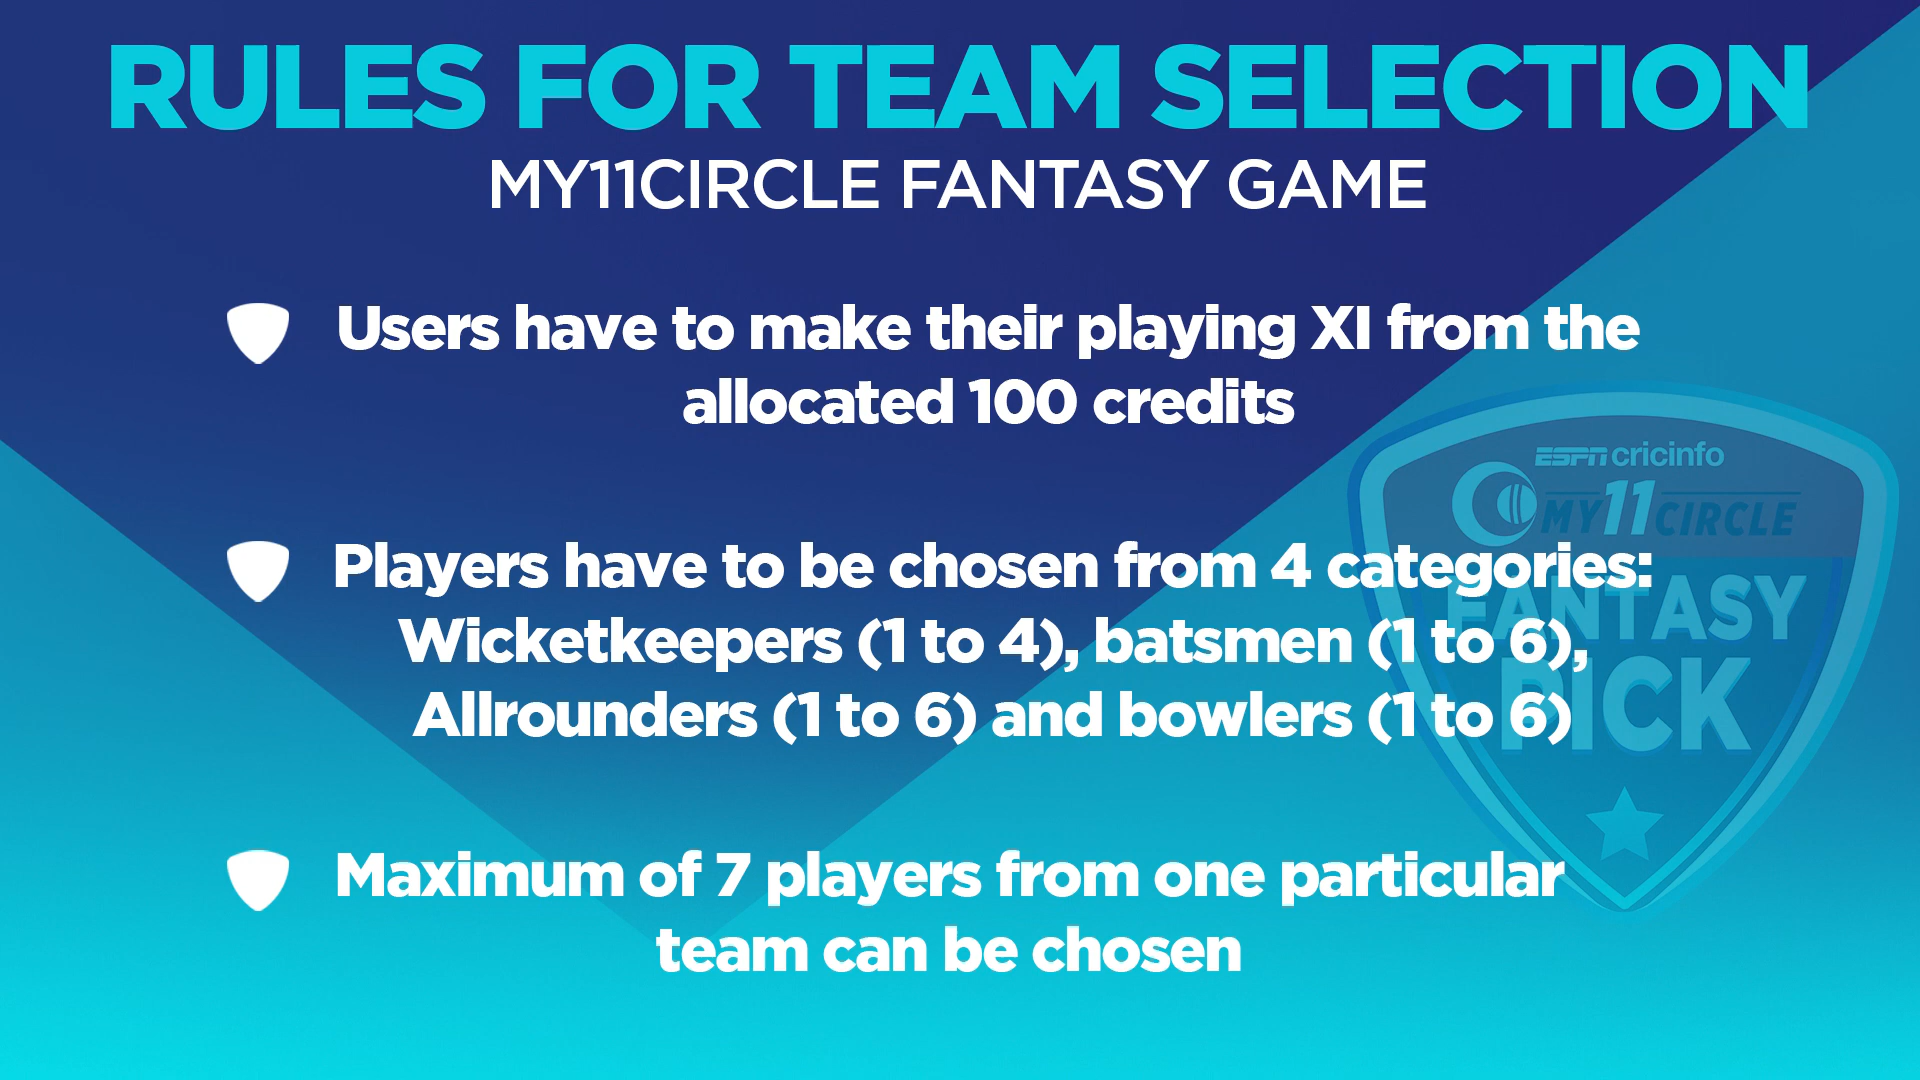 RULES FOR TEAM SELECTION
MY11CIRCLE FANTASY GAME
Users have to make their playing XI from the
allocated 100 credits
Players have to be chosen from 4 categories:
Wicketkeepers (1 to 4), batsmen (1 to 6),
Allrounders (1 to 6) and bowlers (1 to 6)
Maximum of 7 players from one particular
team can be chosen
ESPN cricinfo
MY11CIRCLE
FANTASY
PICK